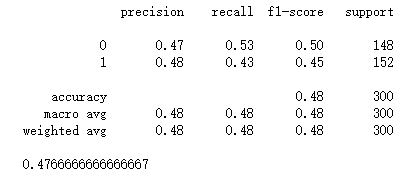 precision recall f1-score support
0 0.47 0.53 0.50 148
1 0.48 0.43 0.45 152
accuracy 0.48 300
macro avg 0.48 0.48 0.48 300
weighted avg 0.48 0.48 0.48 300
0.4766666666666667